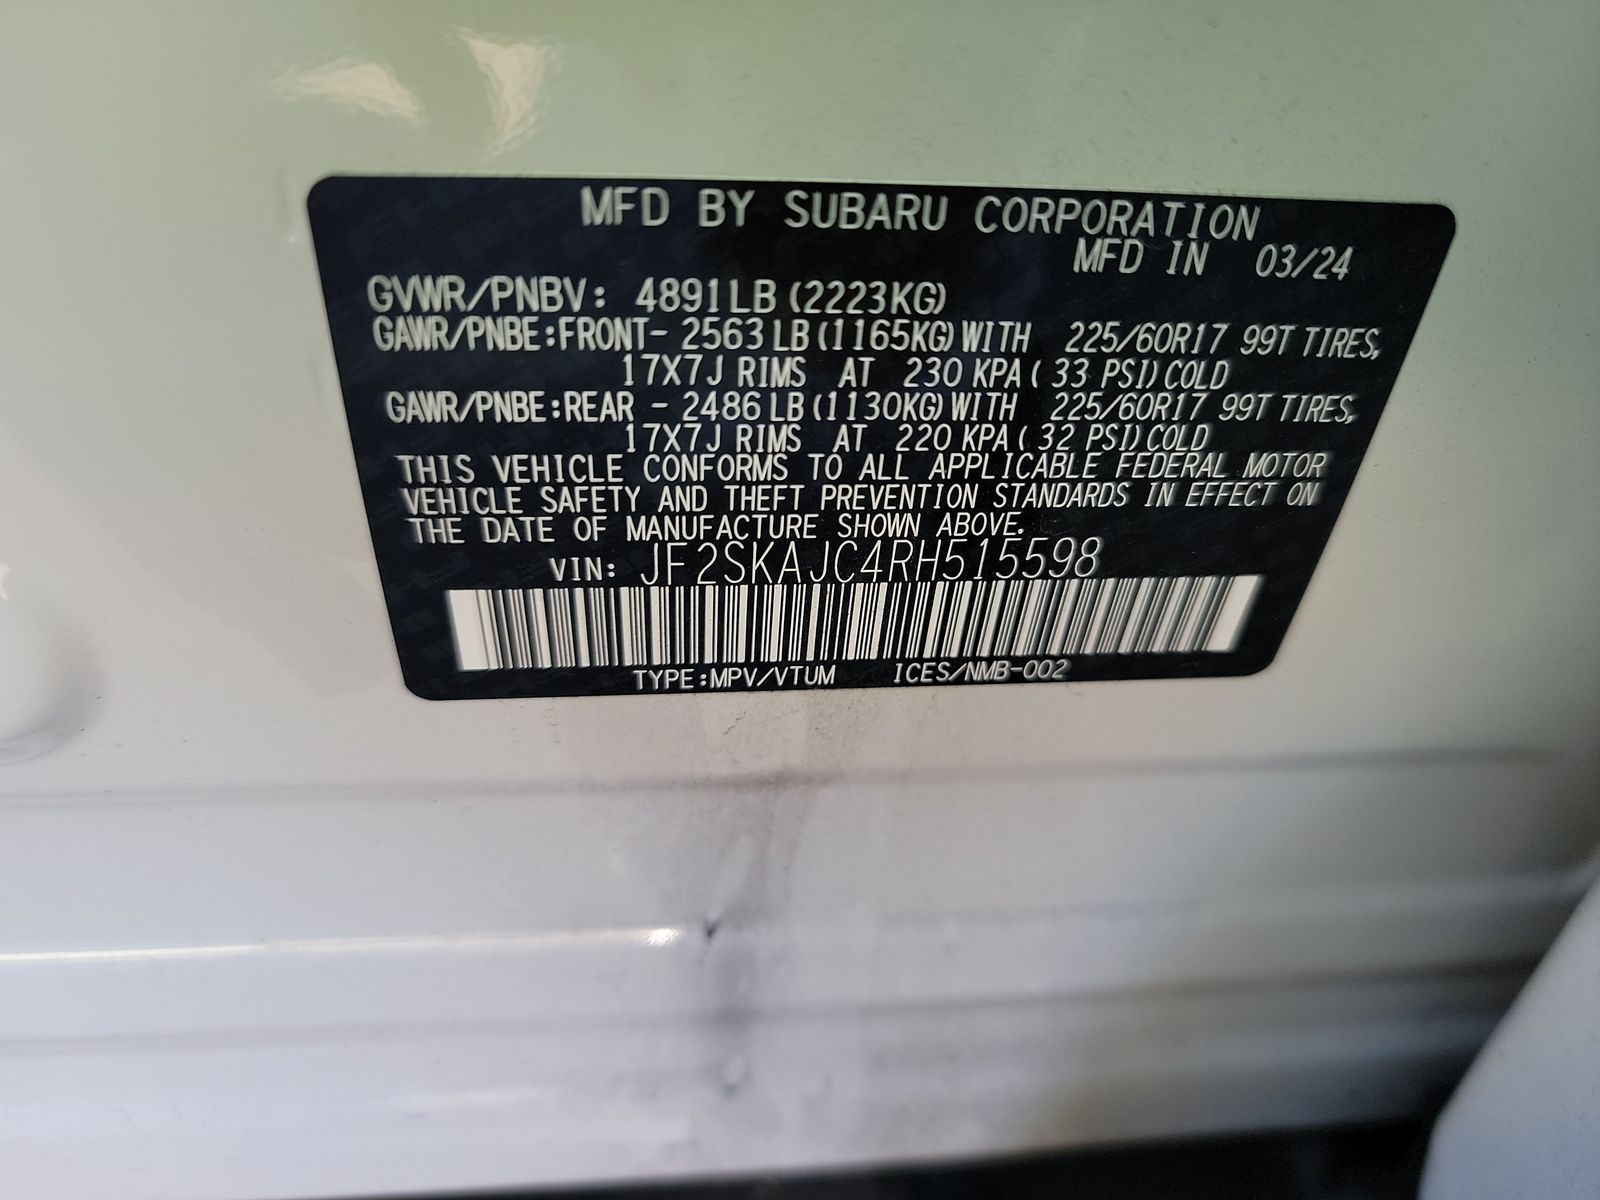 MFD BY SUBARU CORPORATION
MFD IN 03/24
GVWR/PNBV: 4891LB (2223KG)
GAWR/PNBE:FRONT- 2563LB(1165KG)WITH 225/60R17 99T TIRES,
17X7J RIMS AT 230 KPA( 33 PSI)COLD
GAWR/PNBE:REAR - 2486LB(1130KG)WITH 225/60R17 99T TIRES,
17X7J RIMS AT 220 KPA( 32 PSI)COLD
THIS VEHICLE CONFORMS TO ALL APPLICABLE FEDERAL MOTOR
VEHICLE SAFETY AND THEFT PREVENTION STANDARDS IN EFFECT ON
THE DATE OF MANUFACTURE SHOWN ABOVE.
VIN: JF2SKAJC4RH515598
TYPE:MPV/VTUM ICES/NMB-002